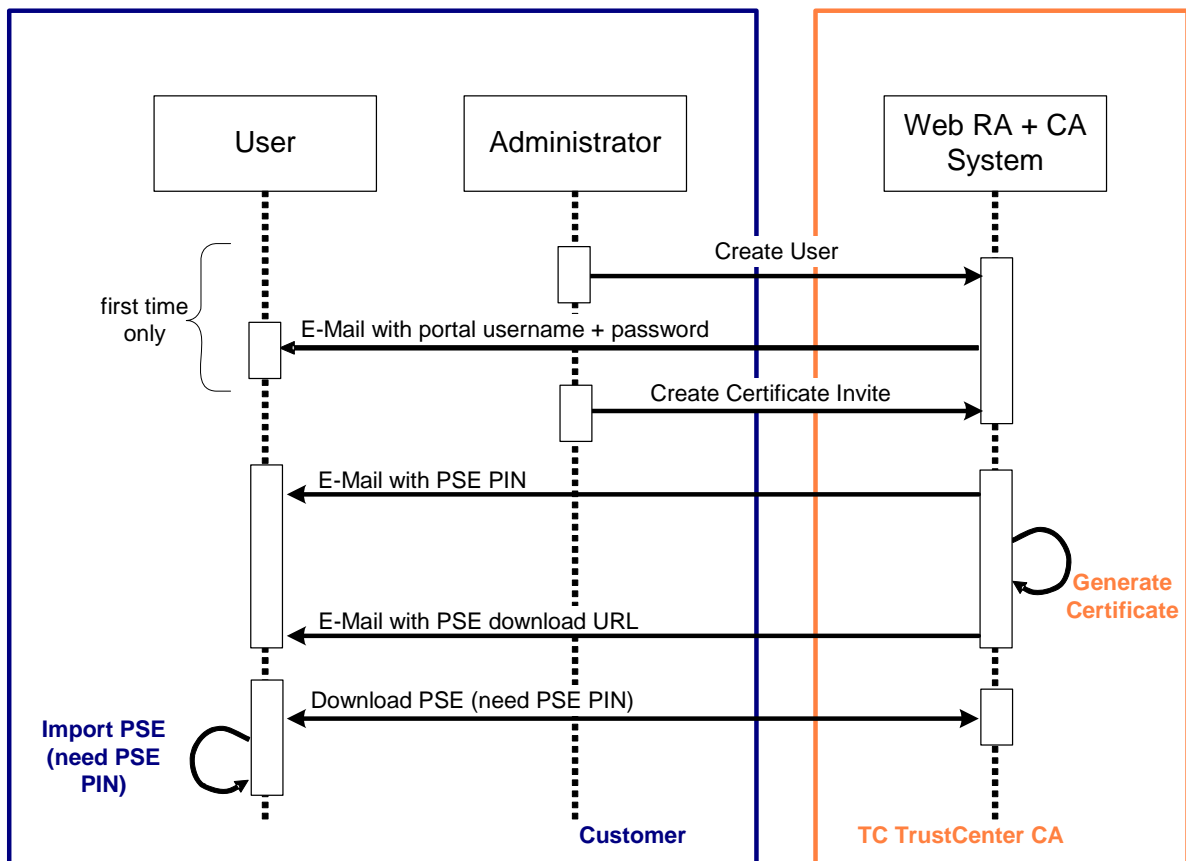 User
Administrator
Web RA + CA
System
Create User
first time
only
E-Mail with portal username + password
Create Certificate Invite
E-Mail with PSE PIN
Generate
Certificate
E-Mail with PSE download URL
Download PSE (need PSE PIN)
Import PSE
(need PSE
PIN)
Customer
TC TrustCenter CA